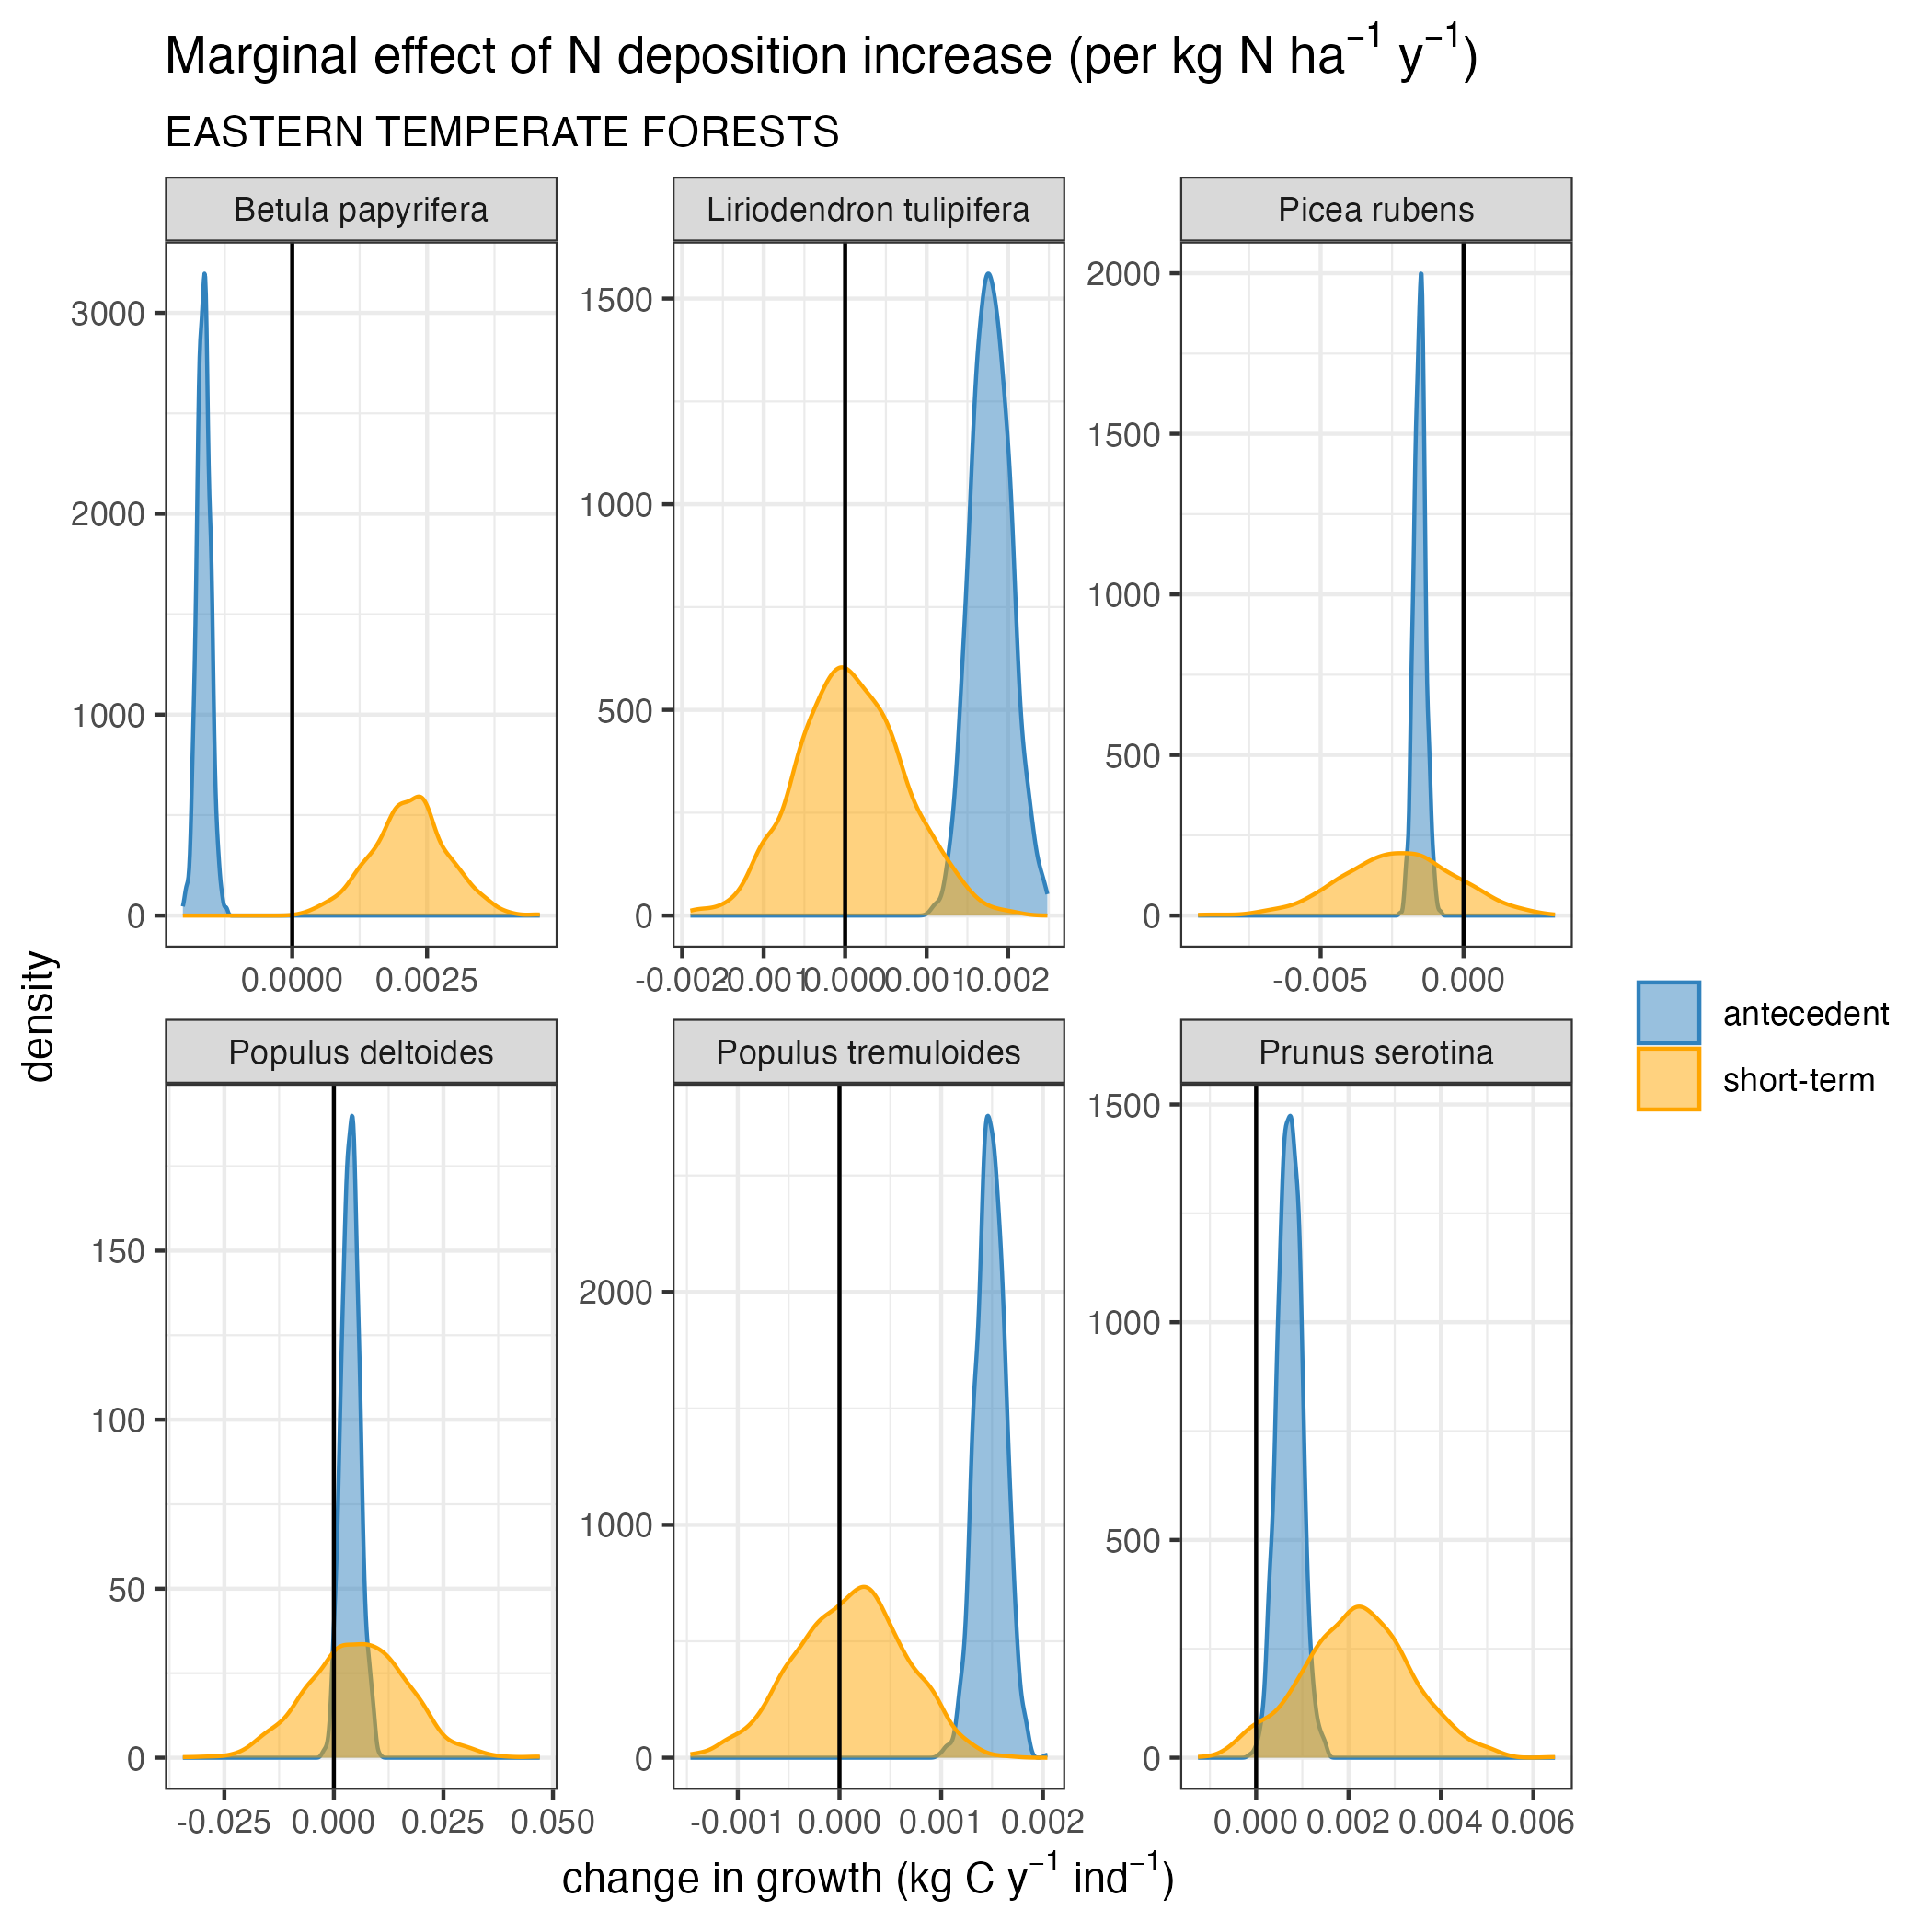 Marginal effect of N deposition increase (per kg N ha⁻¹ y⁻¹)
EASTERN TEMPERATE FORESTS
Betula papyrifera
Liriodendron tulipifera
Picea rubens
3000
2000
1000
0
1500
1000
500
0
2000
1500
1000
500
0
0.0000 0.0025
-0.002 -0.001 0.000 0.001 0.002
-0.005 0.000
density
antecedent
short-term
Populus deltoides
Populus tremuloides
Prunus serotina
150
100
50
0
2000
1000
0
1500
1000
500
0
-0.025 0.000 0.025 0.050
-0.001 0.000 0.001 0.002
0.000 0.002 0.004 0.006
change in growth (kg C y⁻¹ ind⁻¹)